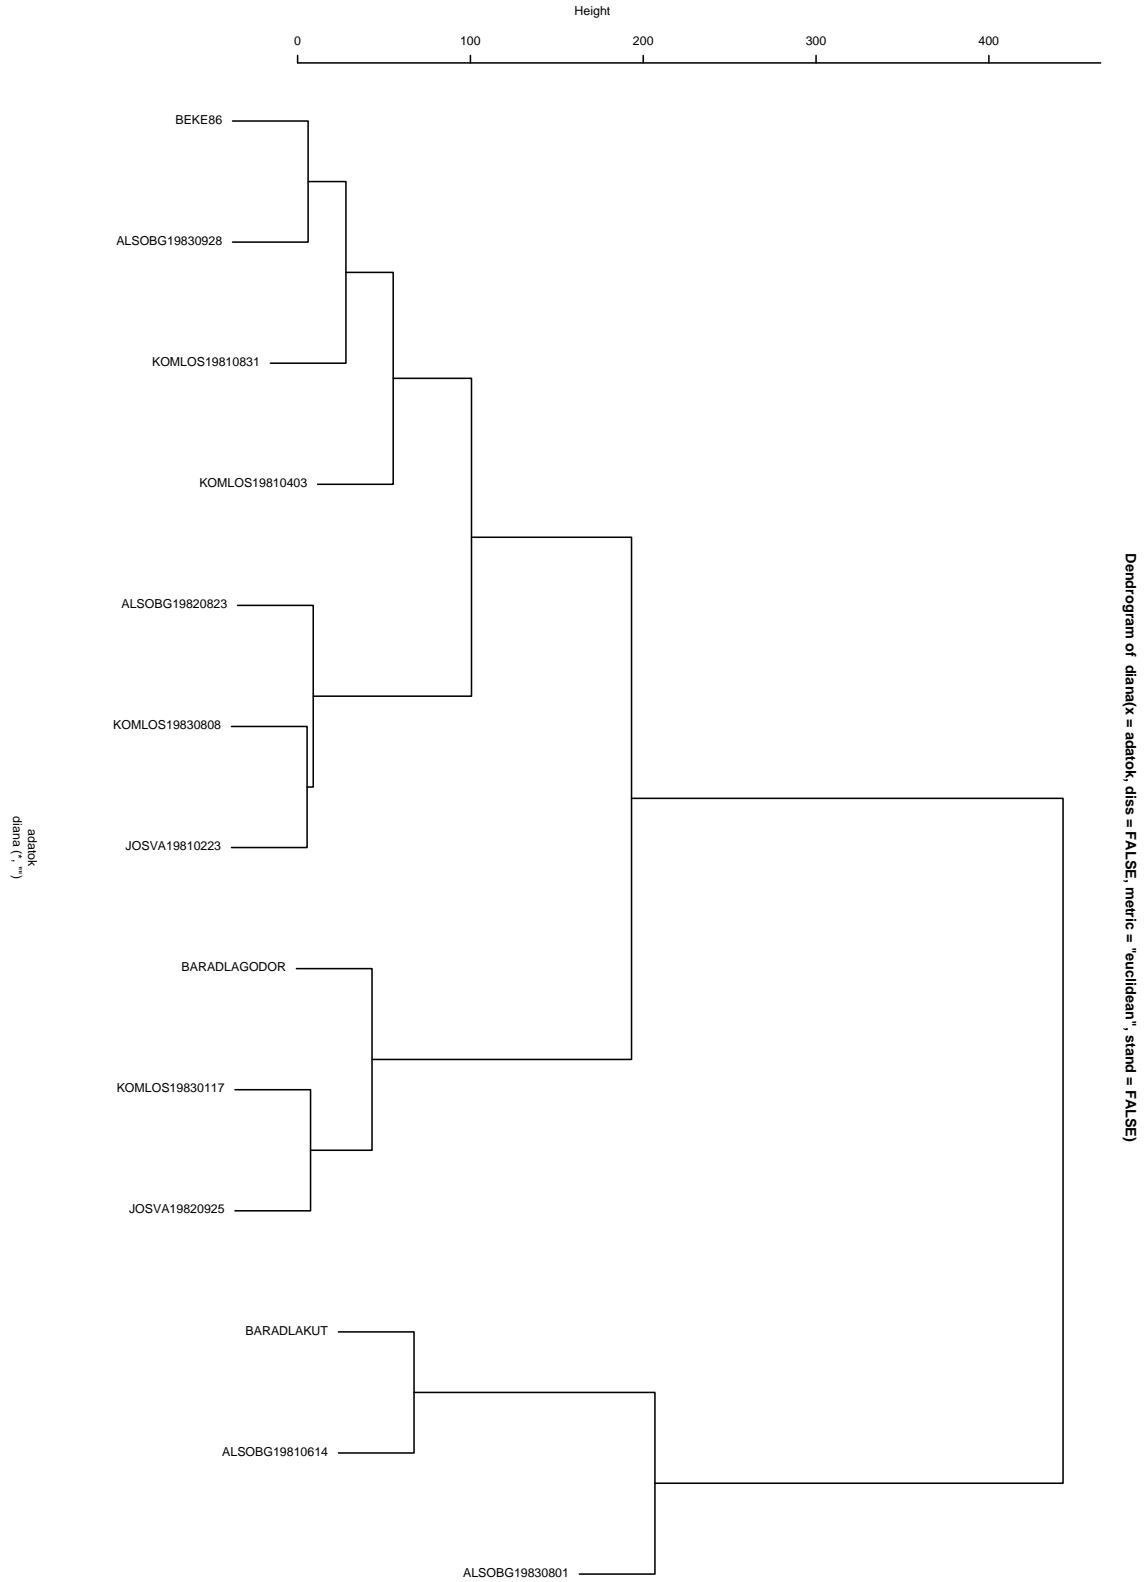 Height
0 100 200 300 400
BEKE86
ALSOBG19830928
KOMLOS19810831
KOMLOS19810403
ALSOBG19820823
KOMLOS19830808
JOSVA19810223
BARADLAGODOR
KOMLOS19830117
JOSVA19820925
BARADLAKUT
ALSOBG19810614
ALSOBG19830801
Dendrogram of diana(x = adatok, diss = FALSE, metric = "euclidean", stand = FALSE)
adatok
diana (*, "")